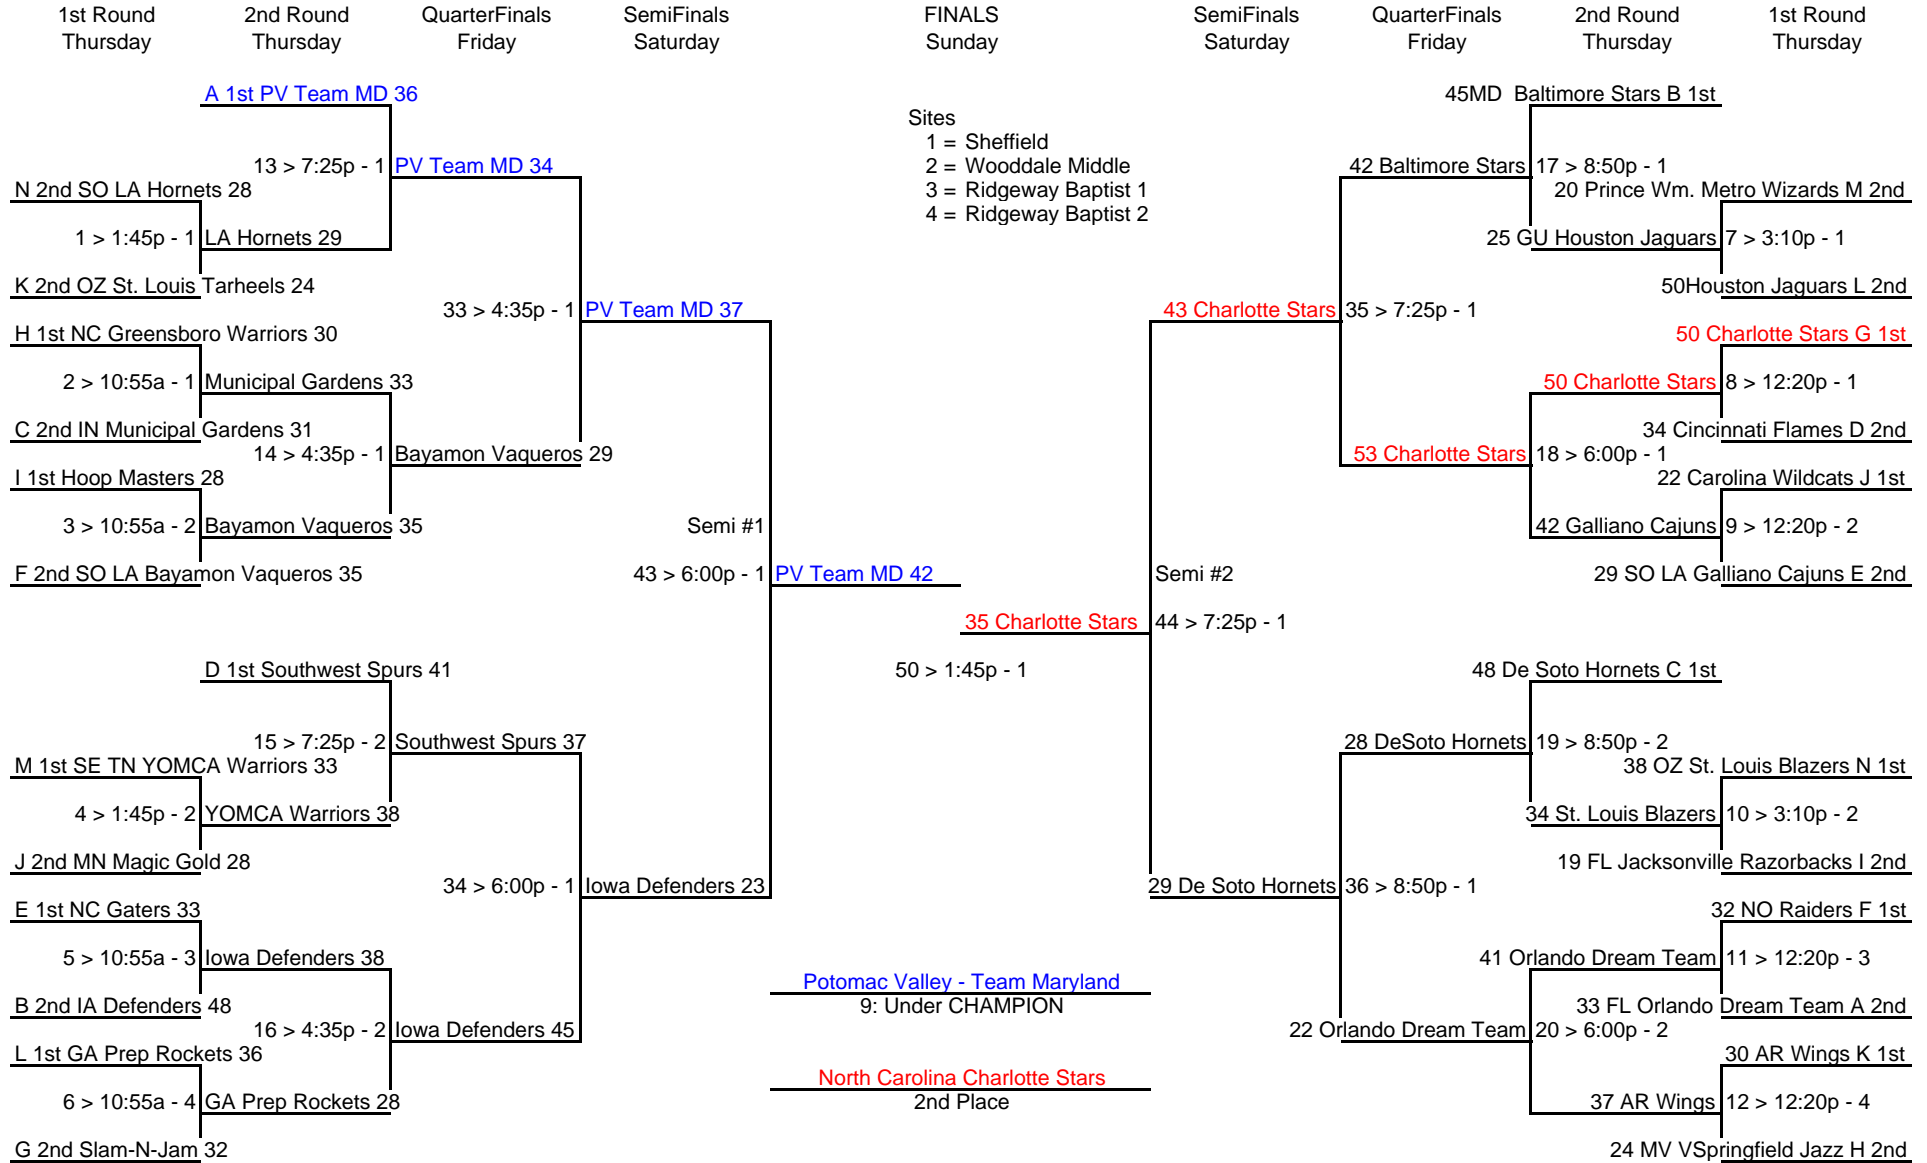 1st Round 2nd Round QuarterFinals SemiFinals FINALS SemiFinals QuarterFinals 2nd Round 1st Round
Thursday Thursday Friday Saturday Sunday Saturday Friday Thursday Thursday
A 1st PV Team MD 36 45MD Baltimore Stars B 1st
Sites
1 = Sheffield
13 > 7:25p - 1 PV Team MD 34 2 = Wooddale Middle 42 Baltimore Stars 17 > 8:50p - 1
N 2nd SO LA Hornets 28 3 = Ridgeway Baptist 1 20 Prince Wm. Metro Wizards M 2nd
4 = Ridgeway Baptist 2
1 > 1:45p - 1 LA Hornets 29 25 GU Houston Jaguars 7 > 3:10p - 1
K 2nd OZ St. Louis Tarheels 24 50Houston Jaguars L 2nd
33 > 4:35p - 1 PV Team MD 37 43 Charlotte Stars 35 > 7:25p - 1
H 1st NC Greensboro Warriors 30 50 Charlotte Stars G 1st
2 > 10:55a - 1 Municipal Gardens 33 50 Charlotte Stars 8 > 12:20p - 1
C 2nd IN Municipal Gardens 31 34 Cincinnati Flames D 2nd
14 > 4:35p - 1 Bayamon Vaqueros 29 53 Charlotte Stars 18 > 6:00p - 1
I 1st Hoop Masters 28 22 Carolina Wildcats J 1st
3 > 10:55a - 2 Bayamon Vaqueros 35 Semi #1 42 Galliano Cajuns 9 > 12:20p - 2
F 2nd SO LA Bayamon Vaqueros 35 43 > 6:00p - 1 PV Team MD 42 Semi #2 29 SO LA Galliano Cajuns E 2nd
35 Charlotte Stars 44 > 7:25p - 1
D 1st Southwest Spurs 41 50 > 1:45p - 1 48 De Soto Hornets C 1st
15 > 7:25p - 2 Southwest Spurs 37 28 DeSoto Hornets 19 > 8:50p - 2
M 1st SE TN YOMCA Warriors 33 38 OZ St. Louis Blazers N 1st
4 > 1:45p - 2 YOMCA Warriors 38 34 St. Louis Blazers 10 > 3:10p - 2
J 2nd MN Magic Gold 28 19 FL Jacksonville Razorbacks I 2nd
34 > 6:00p - 1 Iowa Defenders 23 29 De Soto Hornets 36 > 8:50p - 1
E 1st NC Gaters 33 32 NO Raiders F 1st
5 > 10:55a - 3 Iowa Defenders 38 41 Orlando Dream Team 11 > 12:20p - 3
Potomac Valley - Team Maryland
B 2nd IA Defenders 48 9: Under CHAMPION 33 FL Orlando Dream Team A 2nd
16 > 4:35p - 2 Iowa Defenders 45 22 Orlando Dream Team 20 > 6:00p - 2
L 1st GA Prep Rockets 36 30 AR Wings K 1st
North Carolina Charlotte Stars
6 > 10:55a - 4 GA Prep Rockets 28 2nd Place 37 AR Wings 12 > 12:20p - 4
G 2nd Slam-N-Jam 32 24 MV VSpringfield Jazz H 2nd